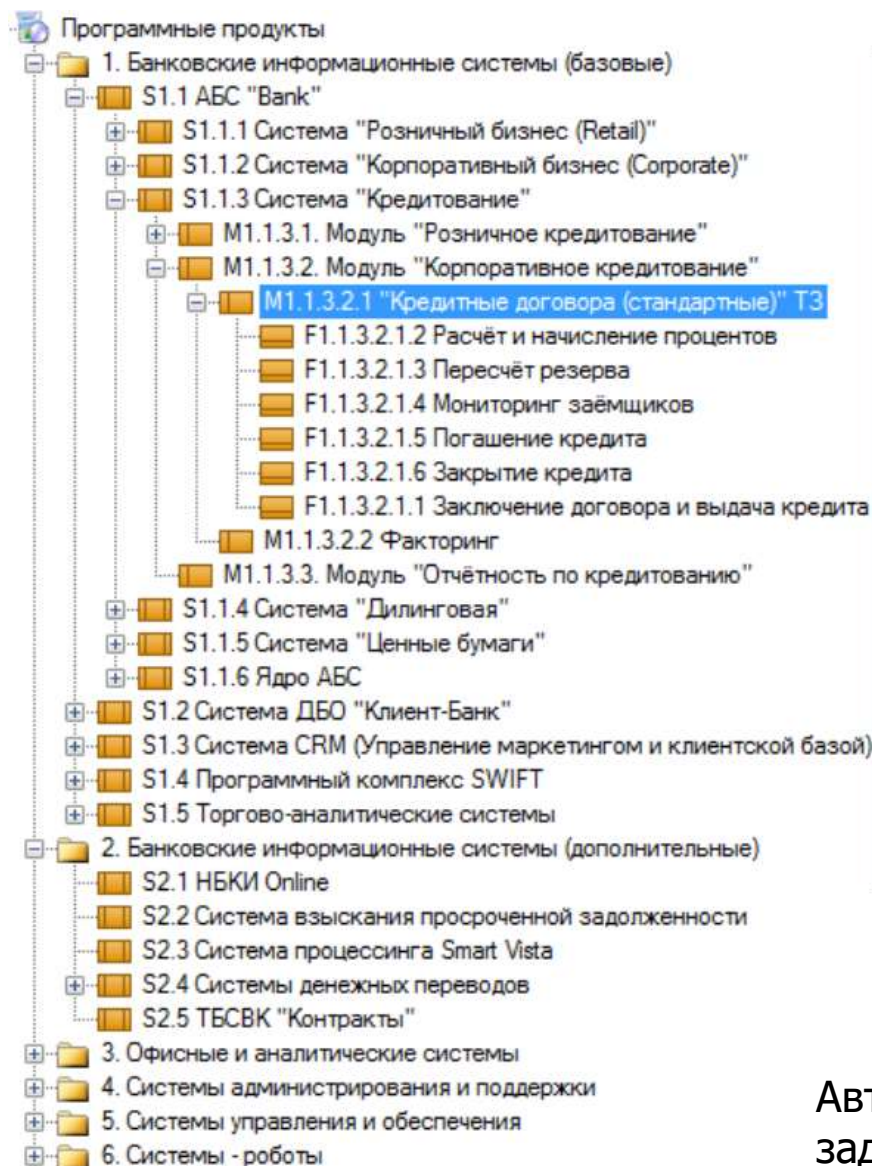 Программные продукты
1. Банковские информационные системы (базовые)
S1.1 АБС "Bank"
S1.1.1 Система "Розничный бизнес (Retail)"
S1.1.2 Система "Корпоративный бизнес (Corporate)"
S1.1.3 Система "Кредитование"
M1.1.3.1. Модуль "Розничное кредитование"
M1.1.3.2. Модуль "Корпоративное кредитование"
M1.1.3.2.1 "Кредитные договора (стандартные)" ТЗ
F1.1.3.2.1.2 Расчёт и начисление процентов
F1.1.3.2.1.3 Пересчёт резерва
F1.1.3.2.1.4 Мониторинг заёмщиков
F1.1.3.2.1.5 Погашение кредита
F1.1.3.2.1.6 Закрытие кредита
F1.1.3.2.1.1 Заключение договора и выдача кредита
M1.1.3.2.2 Факторинг
M1.1.3.3. Модуль "Отчётность по кредитованию"
S1.1.4 Система "Дилинговая"
S1.1.5 Система "Ценные бумаги"
S1.1.6 Ядро АБС
S1.2 Система ДБО "Клиент-Банк"
S1.3 Система CRM (Управление маркетингом и клиентской базой)
S1.4 Программный комплекс SWIFT
S1.5 Торгово-аналитические системы
2. Банковские информационные системы (дополнительные)
S2.1 НБКИ Online
S2.2 Система взыскания просроченной задолженности
S2.3 Система процессинга Smart Vista
S2.4 Системы денежных переводов
S2.5 ТБСВК "Контракты"
3. Офисные и аналитические системы
4. Системы администрирования и поддержки
Авт
5. Системы управления и обеспечения
зад
6. Системы - роботы